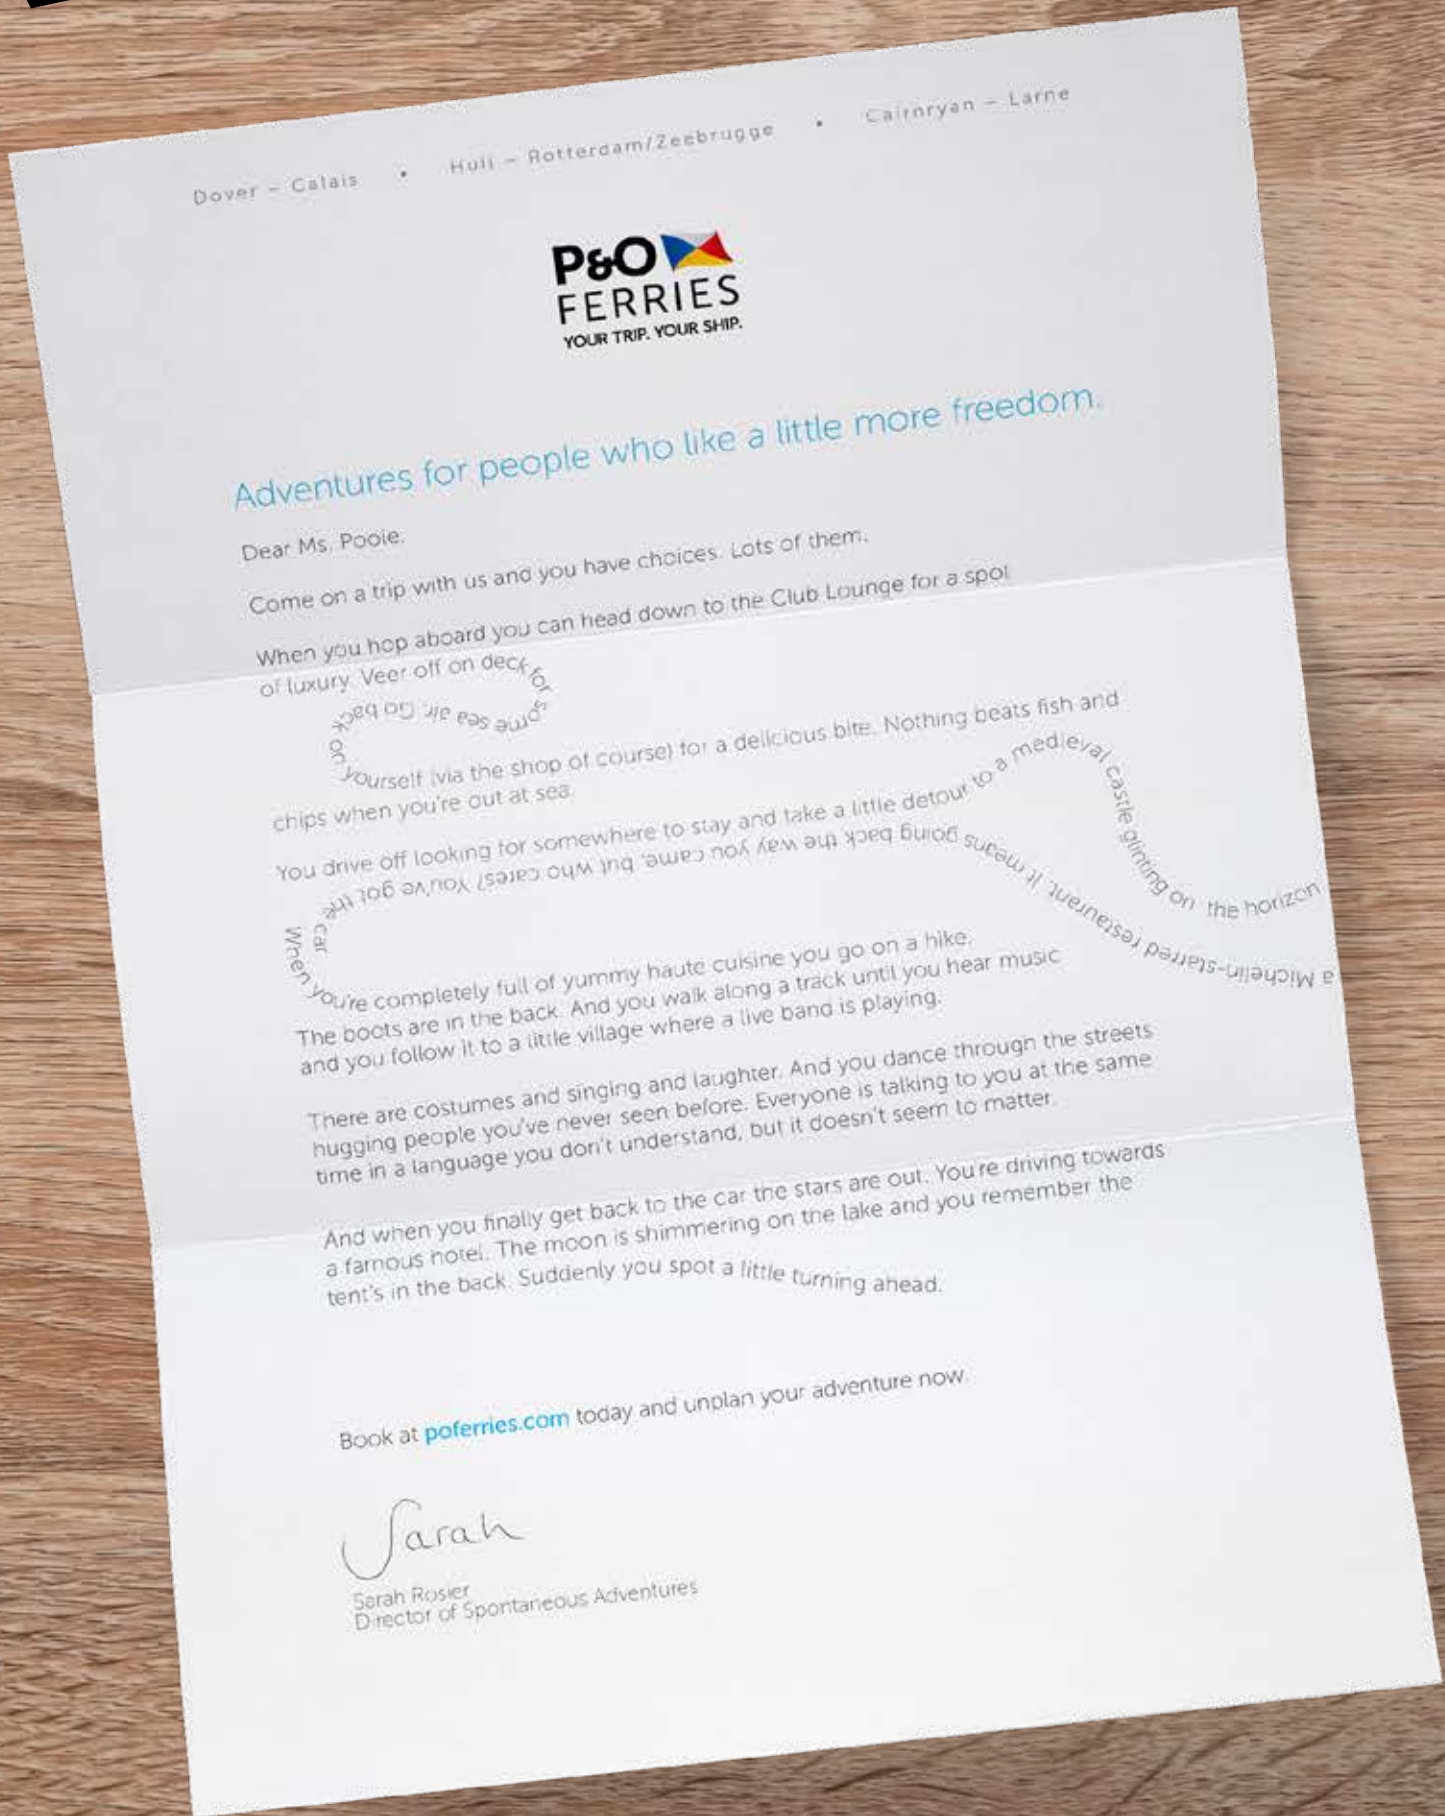 Dover – Calais • Hull – Rotterdam/Zeebrugge • Cairnryan – Larne
P&O
FERRIES
YOUR TRIP. YOUR SHIP.
Adventures for people who like a little more freedom.
Dear Ms. Poole,
Come on a trip with us and you have choices. Lots of them.
When you hop aboard you can head down to the Club Lounge for a spot
of luxury. Veer off on deck for some sea air. Go back on yourself (via the shop of course) for a delicious bite. Nothing beats fish and
chips when you're out at sea.
You drive off looking for somewhere to stay and take a little detour to a medieval castle glinting on the horizon
a Michelin-starred restaurant. It means going back the way you came, but who cares? You've got the car
When you're completely full of yummy haute cuisine you go on a hike.
The boots are in the back. And you walk along a track until you hear music
and you follow it to a little village where a live band is playing.
There are costumes and singing and laughter. And you dance through the streets
hugging people you've never seen before. Everyone is talking to you at the same
time in a language you don't understand, but it doesn't seem to matter.
And when you finally get back to the car the stars are out. You're driving towards
a famous hotel. The moon is shimmering on the lake and you remember the
tent's in the back. Suddenly you spot a little turning ahead.
Book at poferries.com today and unplan your adventure now.
Sarah
Sarah Rosier
Director of Spontaneous Adventures